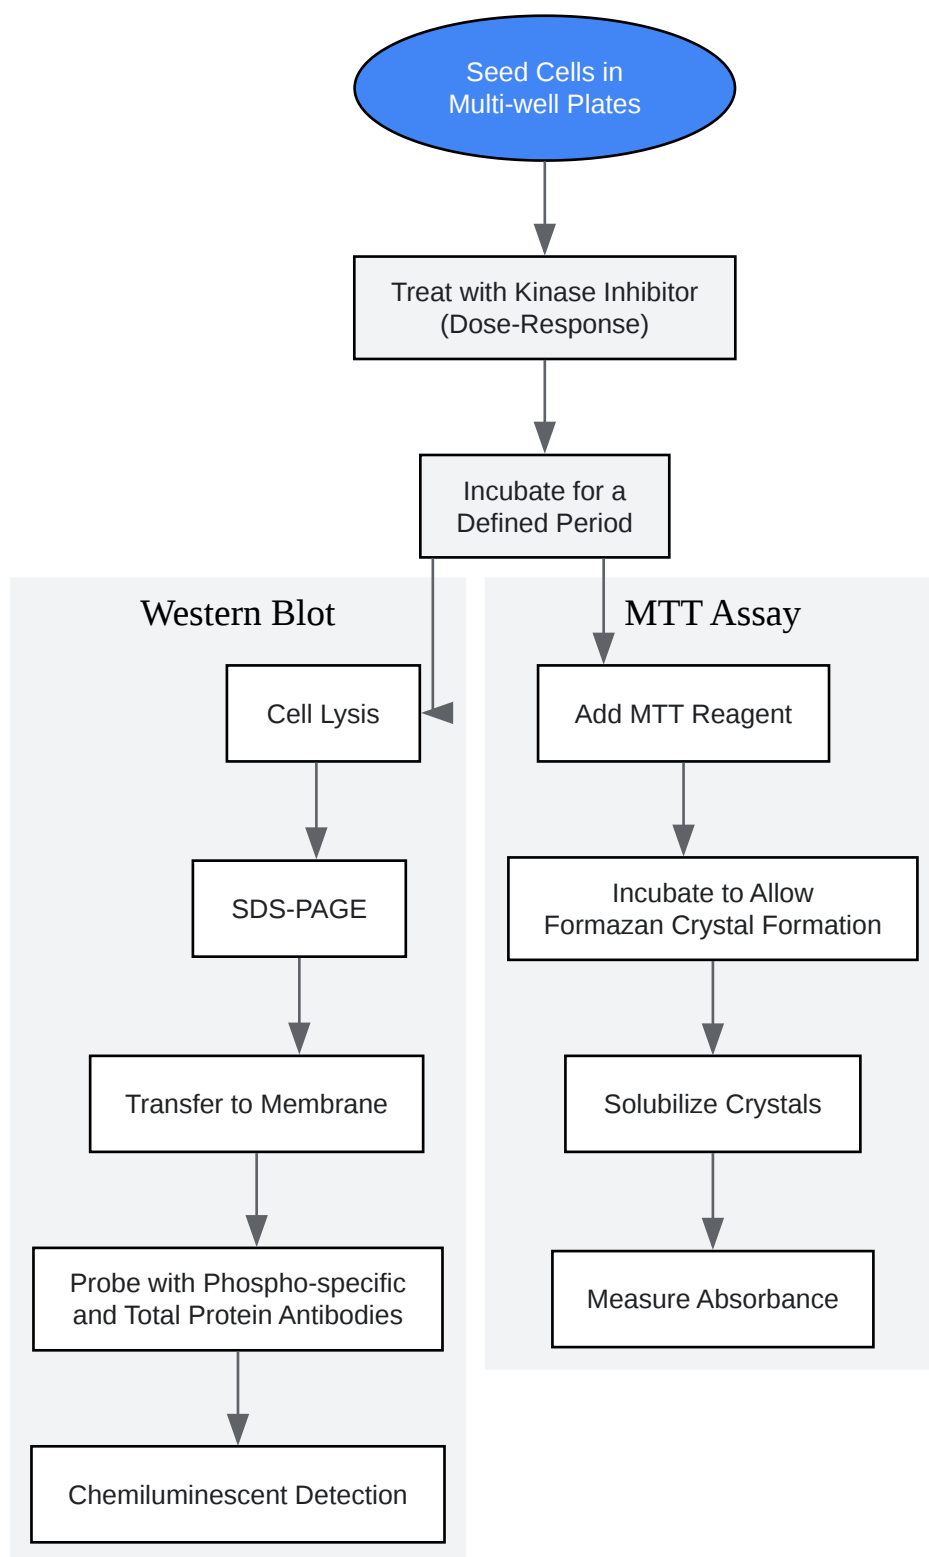 Seed Cells in
Multi-well Plates
Treat with Kinase Inhibitor
(Dose-Response)
Incubate for a
Defined Period
Western Blot
Cell Lysis
SDS-PAGE
Transfer to Membrane
Probe with Phospho-specific
and Total Protein Antibodies
Chemiluminescent Detection
MTT Assay
Add MTT Reagent
Incubate to Allow
Formazan Crystal Formation
Solubilize Crystals
Measure Absorbance